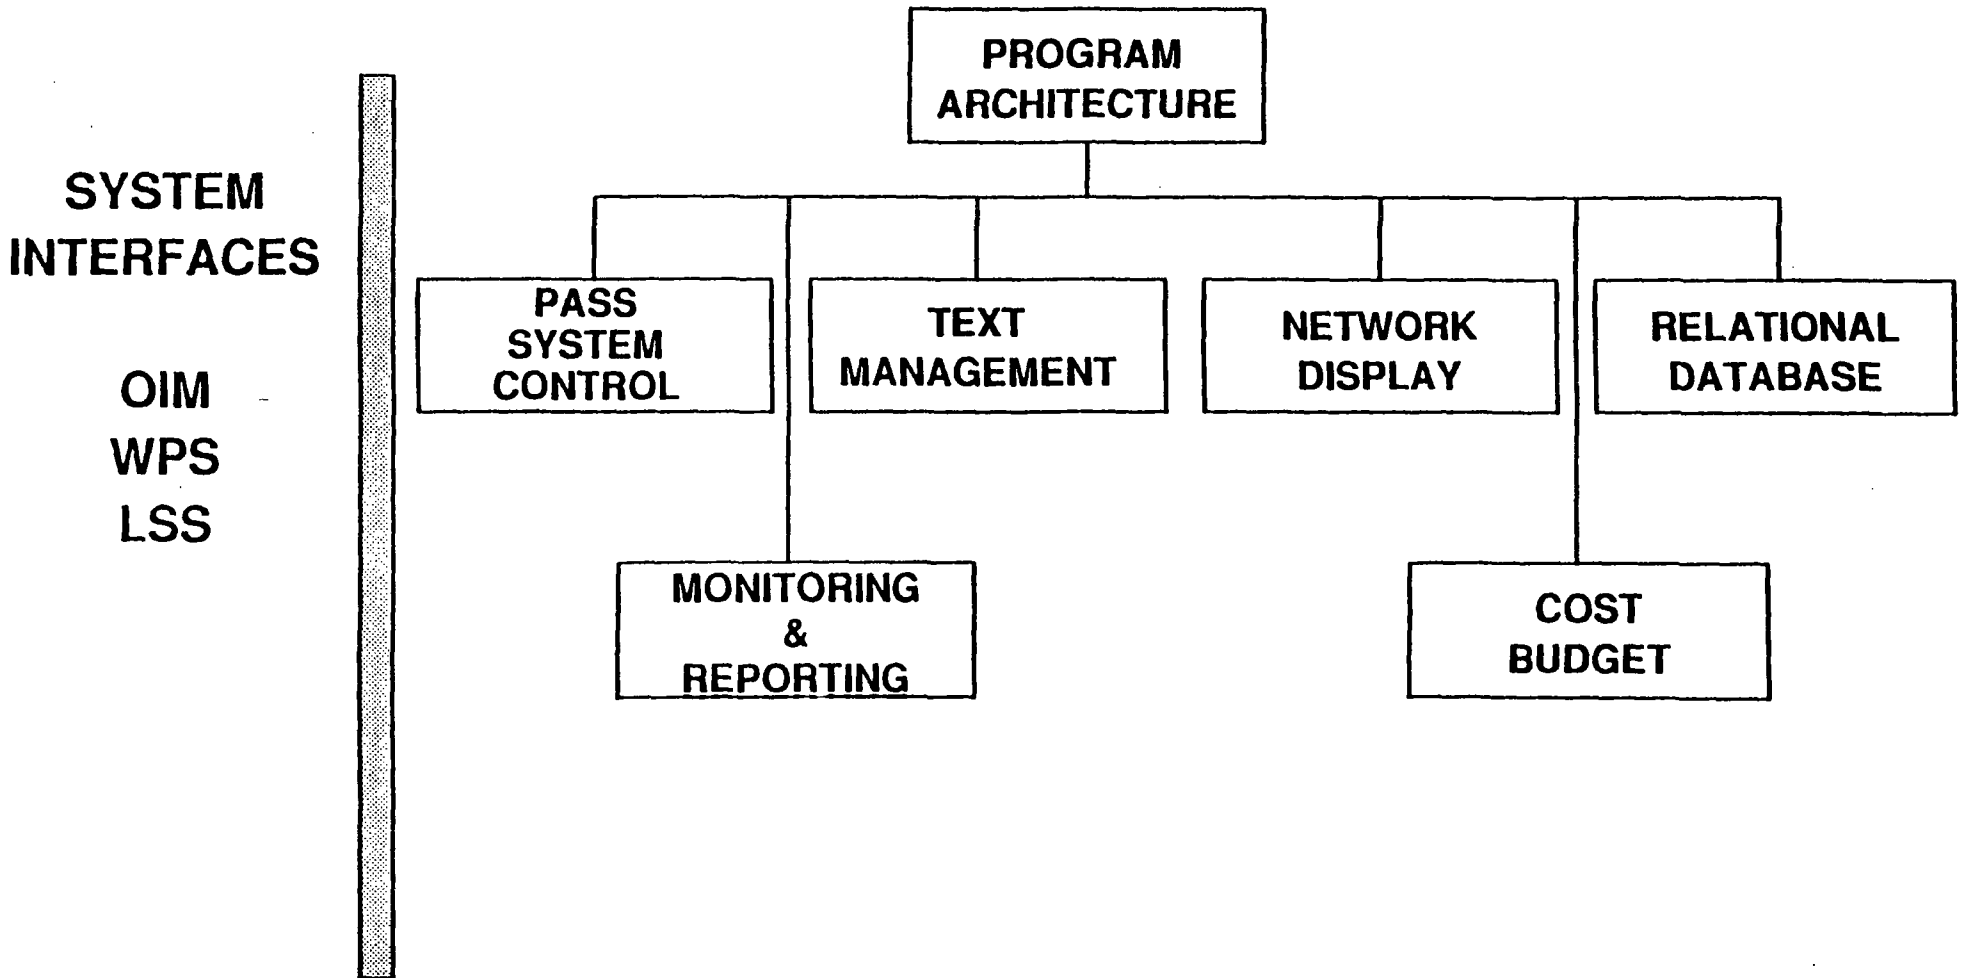 PROGRAM
ARCHITECTURE
SYSTEM
INTERFACES
OIM
WPS
LSS
PASS
SYSTEM
CONTROL
TEXT
MANAGEMENT
NETWORK
DISPLAY
RELATIONAL
DATABASE
MONITORING
&
REPORTING
COST
BUDGET